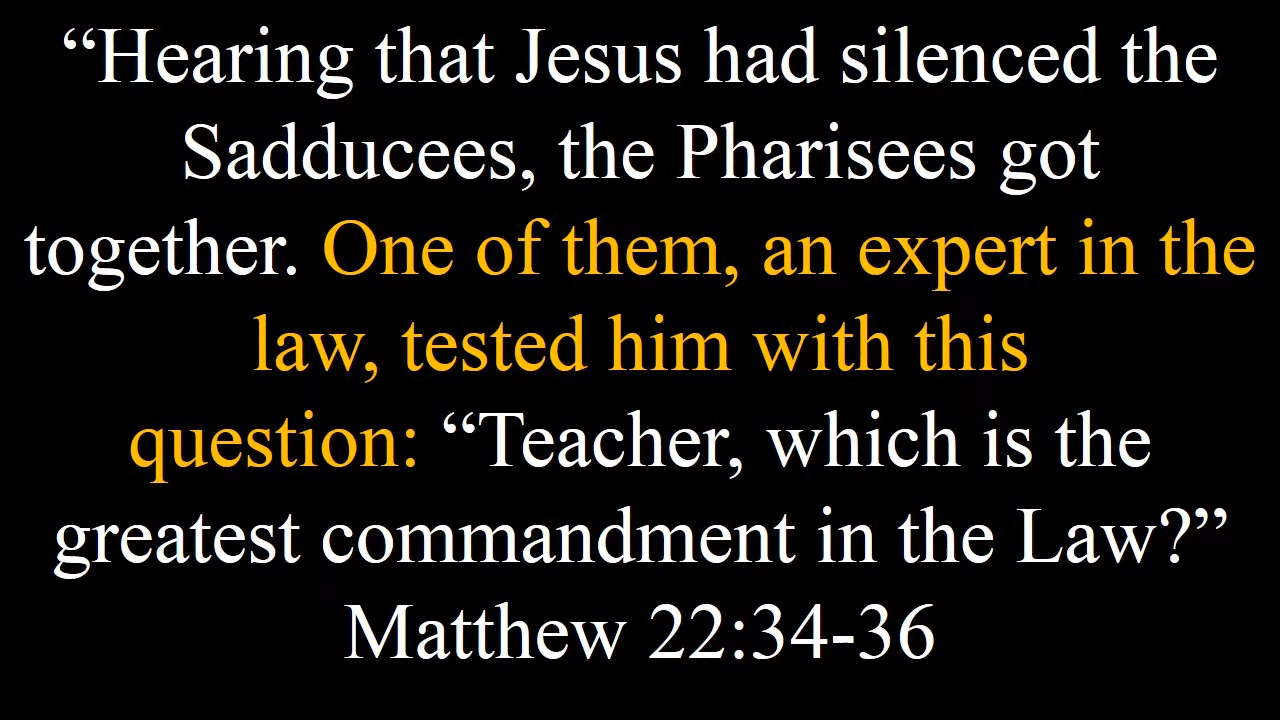 “Hearing that Jesus had silenced the
Sadducees, the Pharisees got
together. One of them, an expert in the
law, tested him with this
question: “Teacher, which is the
greatest commandment in the Law?”
Matthew 22:34-36